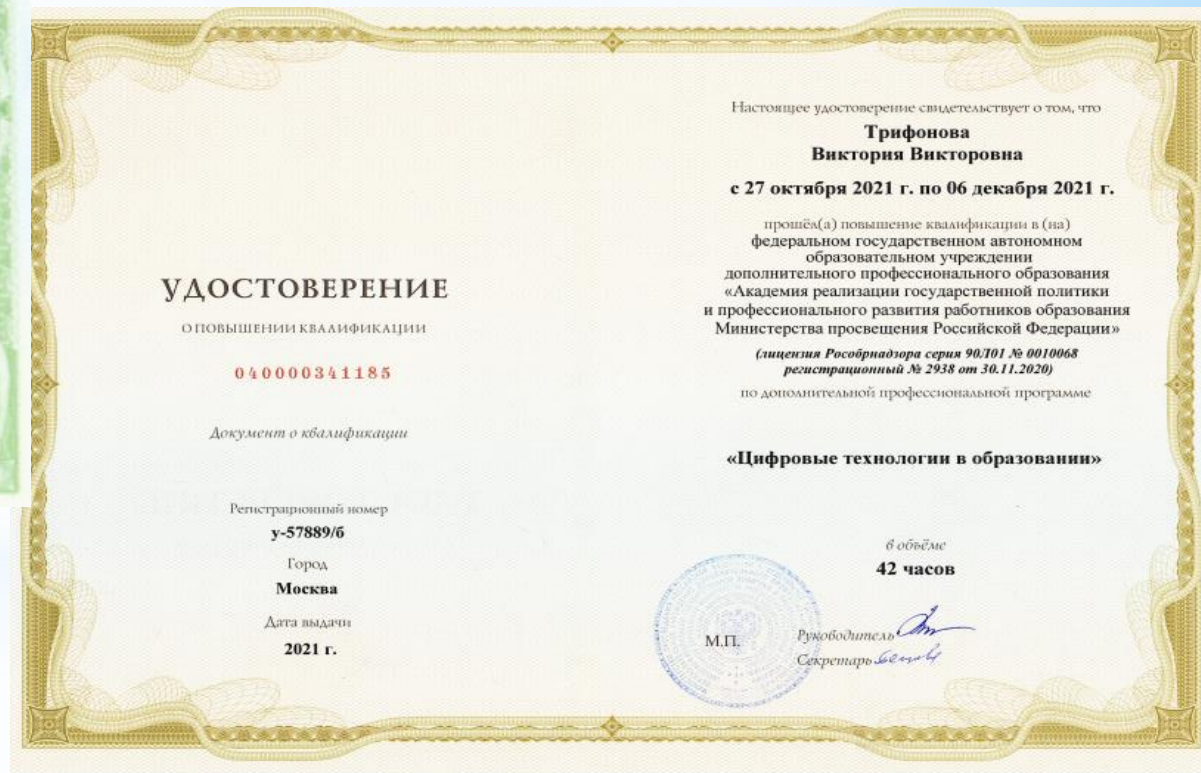 УДОСТОВЕРЕНИЕ
О ПОВЫШЕНИИ КВАЛИФИКАЦИИ
040000341185
Документ о квалификации
Регистрационный номер
у-57889/б
Город
Москва
Дата выдачи
2021 г.
Настоящее удостоверение свидетельствует о том, что
Трифонова
Виктория Викторовна
с 27 октября 2021 г. по 06 декабря 2021 г.
прошёл(а) повышение квалификации в (на)
федеральном государственном автономном
образовательном учреждении
дополнительного профессионального образования
«Академия реализации государственной политики
и профессионального развития работников образования
Министерства просвещения Российской Федерации»
(лицензия Рособрнадзора серия 90Л01 № 0010068
регистрационный № 2938 от 30.11.2020)
по дополнительной профессиональной программе
«Цифровые технологии в образовании»
в объёме
42 часов
М.П.
Руководитель
Секретарь